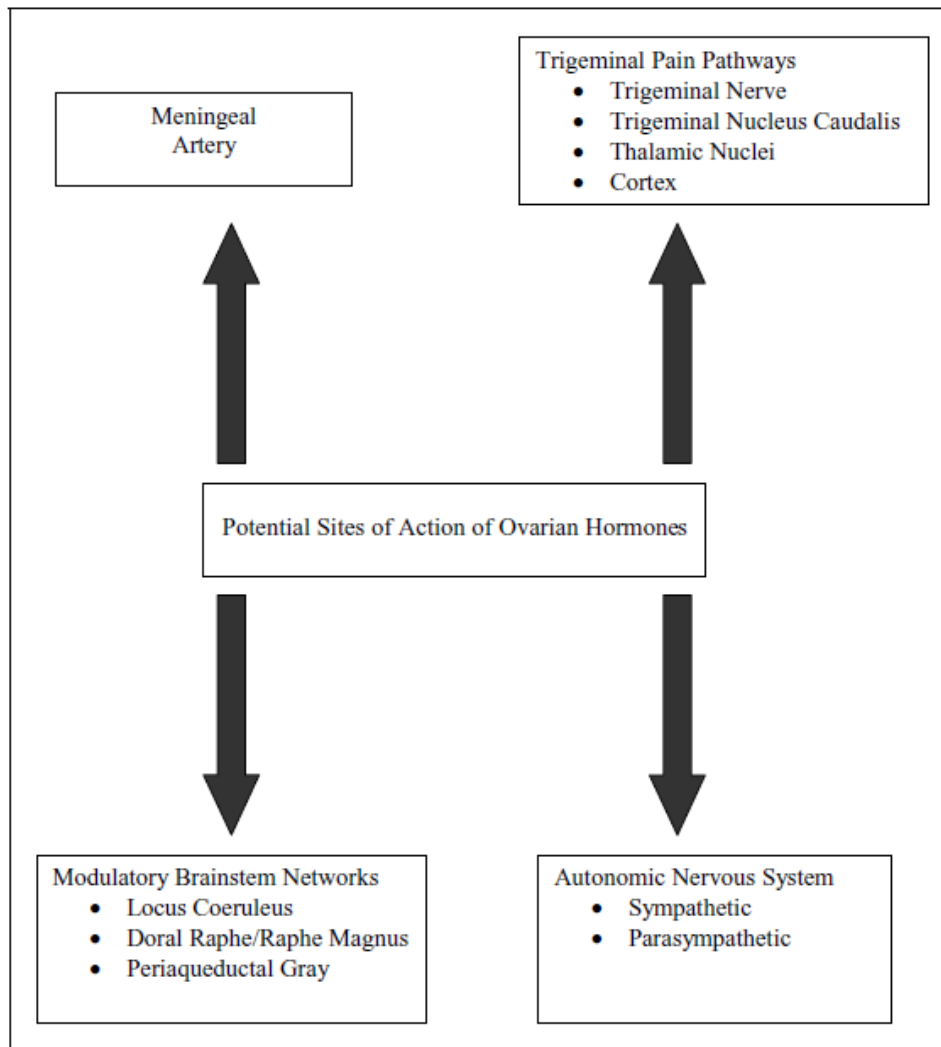 Meningeal
Artery
Trigeminal Pain Pathways
• Trigeminal Nerve
• Trigeminal Nucleus Caudalis
• Thalamic Nuclei
• Cortex
Potential Sites of Action of Ovarian Hormones
Modulatory Brainstem Networks
• Locus Coeruleus
• Doral Raphe/Raphe Magnus
• Periaqueductal Gray
Autonomic Nervous System
• Sympathetic
• Parasympathetic